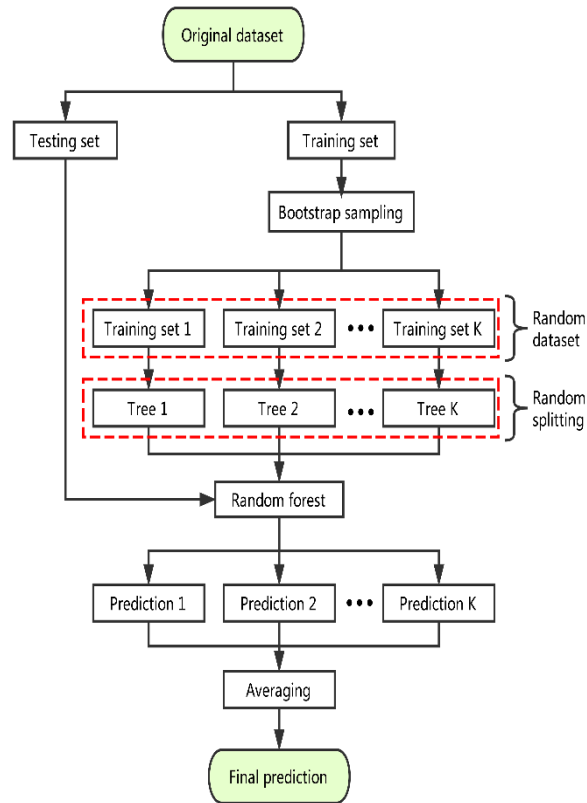 Original dataset
Testing set
Training set
Bootstrap sampling
Training set 1
Training set 2
•••
Training set K
Random
dataset
Tree 1
Tree 2
•••
Tree K
Random
splitting
Random forest
Prediction 1
Prediction 2
•••
Prediction K
Averaging
Final prediction